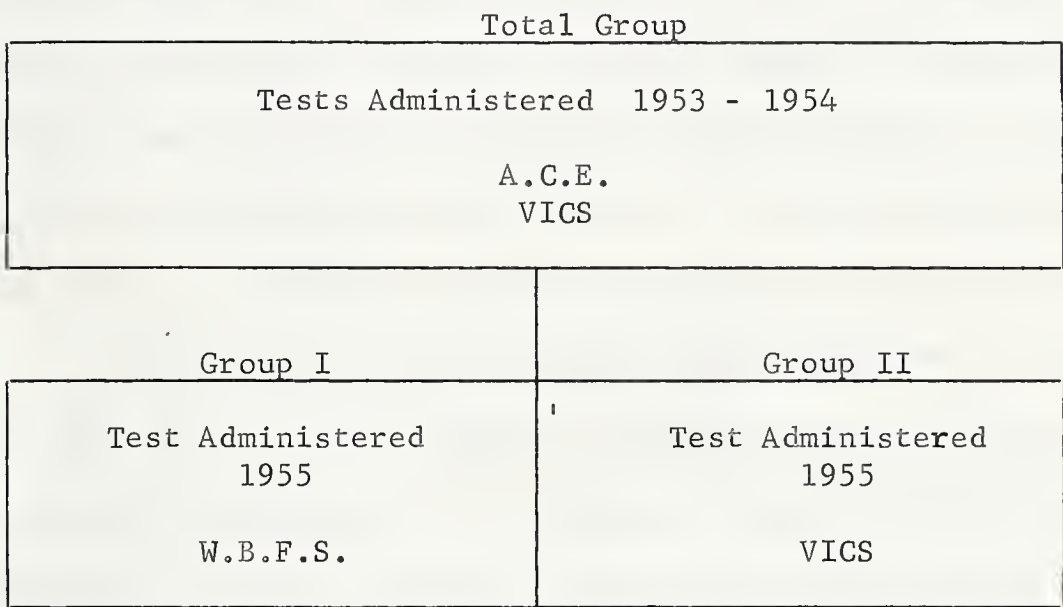 Total Group
Tests Administered 1953 - 1954
A.C.E.
VICS
Group I
Group II
Test Administered
1955
W.B.F.S.
Test Administered
1955
VICS